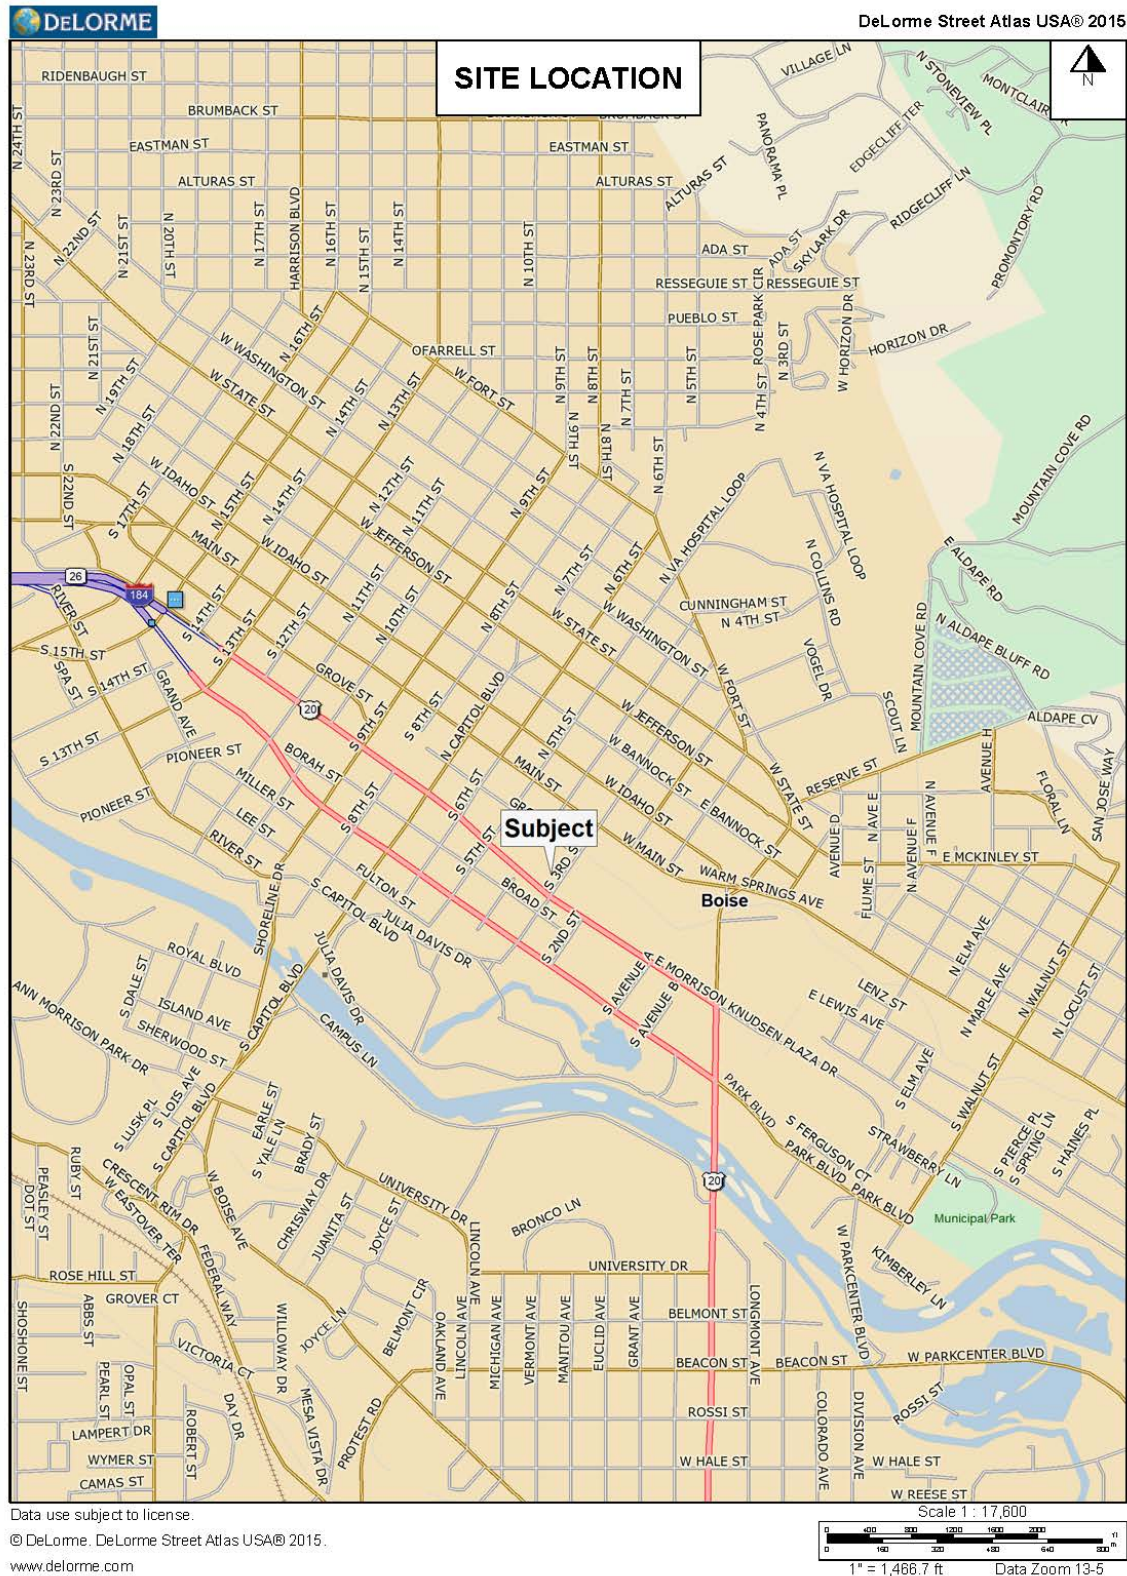 DELORME
DeLorme Street Atlas USA® 2015
SITE LOCATION
N
VILLAGE LN
N STONEVIEW PL
MONTCLAIR
RIDENBAUGH ST
BRUMBACK ST
BRUMBACK ST
N 24TH ST
EASTMAN ST
EASTMAN ST
PANORAMA PL
EDGECLIFF TER
N 23RD ST
ALTURAS ST
ALTURAS ST
ALTURAS ST
RIDGECLIFF LN
PROMONTORY RD
N 22ND ST
N 21ST ST
N 20TH ST
N 17TH ST
HARRISON BLVD
N 16TH ST
N 15TH ST
N 14TH ST
N 10TH ST
ADA ST
ADA ST
SKYLARK DR
N 23RD ST
RESSEGUIE ST
RESSEGUIE ST
ROSE PARK CIR
PUEBLO ST
N 3RD ST
W HORIZON DR
HORIZON DR
N 21ST ST
N 16TH ST
W WASHINGTON ST
OFARRELL ST
N 9TH ST
N 8TH ST
N 7TH ST
N 5TH ST
N 4TH ST
N 19TH ST
W STATE ST
N 14TH ST
N 13TH ST
W FORT ST
N 22ND ST
N 18TH ST
N 9TH ST
N 8TH ST
N 6TH ST
MOUNTAIN COVE RD
S 22ND ST
W IDAHO ST
S 17TH ST
N 15TH ST
N 14TH ST
N 12TH ST
N 11TH ST
N 9TH ST
N VA HOSPITAL LOOP
N VA HOSPITAL LOOP
MAIN ST
W IDAHO ST
W JEFFERSON ST
N 7TH ST
N 6TH ST
N COLLINS RD
E ALDAPE RD
26
184
RIVER ST
S 14TH ST
S 13TH ST
S 12TH ST
N 11TH ST
N 10TH ST
N 8TH ST
W STATE ST
W WASHINGTON ST
CUNNINGHAM ST
N 4TH ST
MOUNTAIN COVE RD
N ALDAPE BLUFF RD
S 15TH ST
SPA ST
S 14TH ST
GRAND AVE
GROVE ST
20
VOGEL DR
SCOUT LN
W FORT ST
ALDAPE CV
S 13TH ST
PIONEER ST
BORAH ST
S 9TH ST
S 8TH ST
N CAPITOL BLVD
N 5TH ST
W JEFFERSON ST
W BANNOCK ST
W STATE ST
RESERVE ST
AVENUE H
FLORAL LN
SAN JOSE WAY
MAIN ST
W IDAHO ST
E BANNOCK ST
PIONEER ST
MILLER ST
LEE ST
RIVER ST
S 8TH ST
S 6TH ST
S 5TH ST
Subject
S 3RD S
W MAIN ST
WARM SPRINGS AVE
AVENUE D
N AVE E
N AVENUE F
N AVENUE F
FLUME ST
E MCKINLEY ST
Boise
SHORELINE DR
S CAPITOL BLVD
FULTON ST
JULIA DAVIS DR
BROAD ST
S 2ND ST
ROYAL BLVD
S DALE ST
ISLAND AVE
SHERWOOD ST
ANN MORRISON PARK DR
S CAPITOL BLVD
JULIA DAVIS DR
CAMPUS LN
S AVENUE A
S AVENUE B
E MORRISON KNUDSEN PLAZA DR
LENZ ST
E LEWIS AVE
N ELM AVE
N MAPLE AVE
N WALNUT ST
N LOCUST ST
S ELM AVE
S WALNUT ST
S LUSK PL
S LOIS AVE
S CAPITOL BLVD
EARLE ST
S YALE LN
BRADY ST
PARK BLVD
S FERGUSON CT
PARK BLVD
PARK BLVD
STRAWBERRY LN
S PIERCE PL
S SPRING LN
S HAINES PL
RUBY ST
PEASLEY ST
DOT ST
CRESCENT RIM DR
W EASTOVER TER
W BOISE AVE
CHRISWAY DR
JUANITA ST
JOYCE ST
UNIVERSITY DR
LINCOLN AVE
BRONCO LN
20
Municipal Park
KIMBERLEY LN
W PARKCENTER BLVD
ROSE HILL ST
GROVER CT
FEDERAL WAY
UNIVERSITY DR
SHOSHONE ST
ABBS ST
VICTORIA CT
WILLOWAY DR
JOYCE LN
BELMONT CIR
OAKLAND AVE
LINCOLN AVE
MICHIGAN AVE
VERMONT AVE
MANITOU AVE
EUCLID AVE
GRANT AVE
BELMONT ST
LONGMONT AVE
BEACON ST
BEACON ST
W PARKCENTER BLVD
PEARL ST
OPAL ST
ROBERT ST
DAY DR
MESA VISTA DR
PROTEST RD
ROSSI ST
ROSSI ST
COLORADO AVE
DIVISION AVE
LAMPERT DR
WYMER ST
CAMAS ST
W HALE ST
W HALE ST
W REESE ST
Data use subject to license.
© DeLorme. DeLorme Street Atlas USA® 2015.
www.delorme.com
Scale 1 : 17,600
0 400 800 1200 1600 2000
ft
m
0 160 320 480 640 800
1" = 1,466.7 ft
Data Zoom 13-5